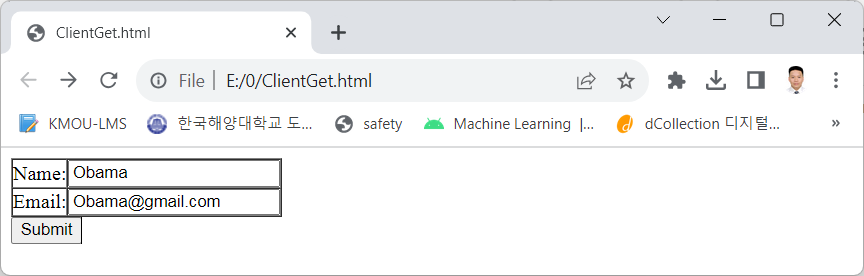 ClientGet.html
File E:/0/ClientGet.html
KMOU-LMS 한국해양대학교 도... safety Machine Learning |... dCollection 디지털... »
Name: Obama
Email: Obama@gmail.com
Submit